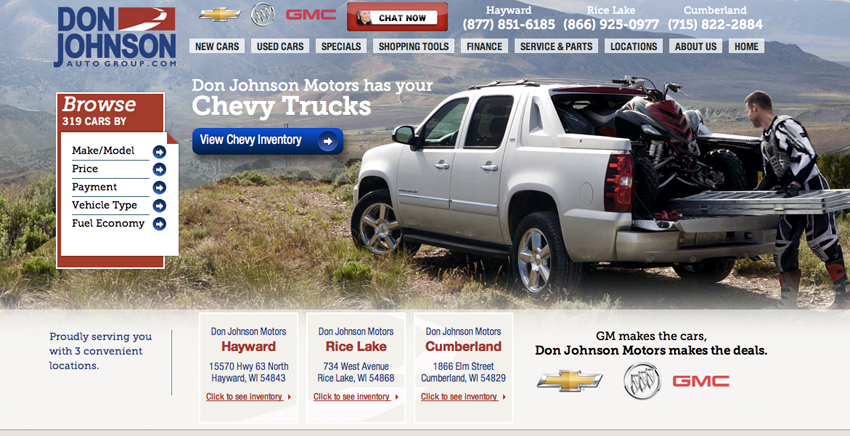 DON
JOHNSON
AUTO GROUP.COM
GMC
CHAT NOW
Hayward
(877) 851-6185
Rice Lake
(866) 925-0977
Cumberland
(715) 822-2884
NEW CARS
USED CARS
SPECIALS
SHOPPING TOOLS
FINANCE
SERVICE & PARTS
LOCATIONS
ABOUT US
HOME
Don Johnson Motors has your
Chevy Trucks
View Chevy Inventory
Browse
319 CARS BY
Make/Model
Price
Payment
Vehicle Type
Fuel Economy
Proudly serving you
with 3 convenient
locations.
Don Johnson Motors
Hayward
15570 Hwy 63 North
Hayward, WI 54843
Click to see inventory
Don Johnson Motors
Rice Lake
734 West Avenue
Rice Lake, WI 54868
Click to see inventory
Don Johnson Motors
Cumberland
1866 Elm Street
Cumberland, WI 54829
Click to see inventory
GM makes the cars,
Don Johnson Motors makes the deals.
GMC